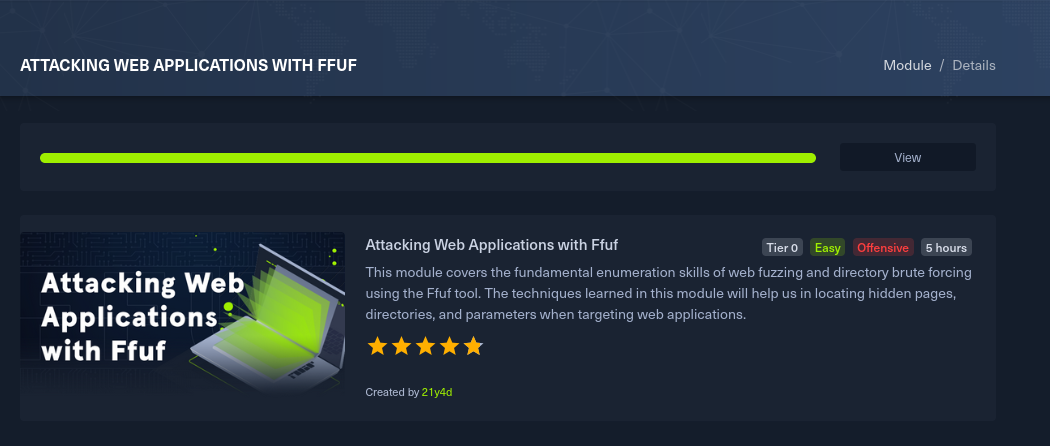 ATTACKING WEB APPLICATIONS WITH FFUF
Module / Details
View
Attacking Web
Applications
with Ffuf
Attacking Web Applications with Ffuf
Tier 0 Easy Offensive 5 hours
This module covers the fundamental enumeration skills of web fuzzing and directory brute forcing
using the Ffuf tool. The techniques learned in this module will help us in locating hidden pages,
directories, and parameters when targeting web applications.
Created by 21y4d